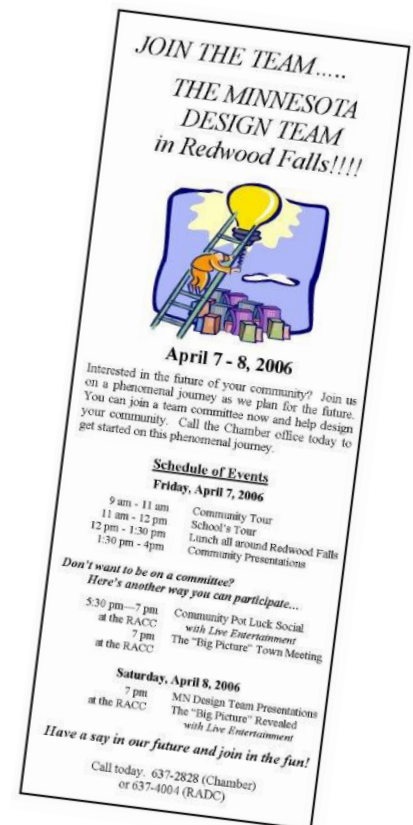 JOIN THE TEAM.....
THE MINNESOTA
DESIGN TEAM
in Redwood Falls!!!!
April 7 - 8, 2006
Interested in the future of your community? Join us
on a phenomenal journey as we plan for the future.
You can join a team committee now and help design
your community. Call the Chamber office today to
get started on this phenomenal journey.
Schedule of Events
Friday, April 7, 2006
9 am - 11 am Community Tour
11 am - 12 pm School's Tour
12 pm - 1:30 pm Lunch all around Redwood Falls
1:30 pm - 4pm Community Presentations
Don't want to be on a committee?
Here's another way you can participate...
5:30 pm—7 pm Community Pot Luck Social
at the RACC with Live Entertainment
7 pm The "Big Picture" Town Meeting
at the RACC
Saturday, April 8, 2006
7 pm MN Design Team Presentations
at the RACC The "Big Picture" Revealed
with Live Entertainment
Have a say in our future and join in the fun!
Call today. 637-2828 (Chamber)
or 637-4004 (RADC)